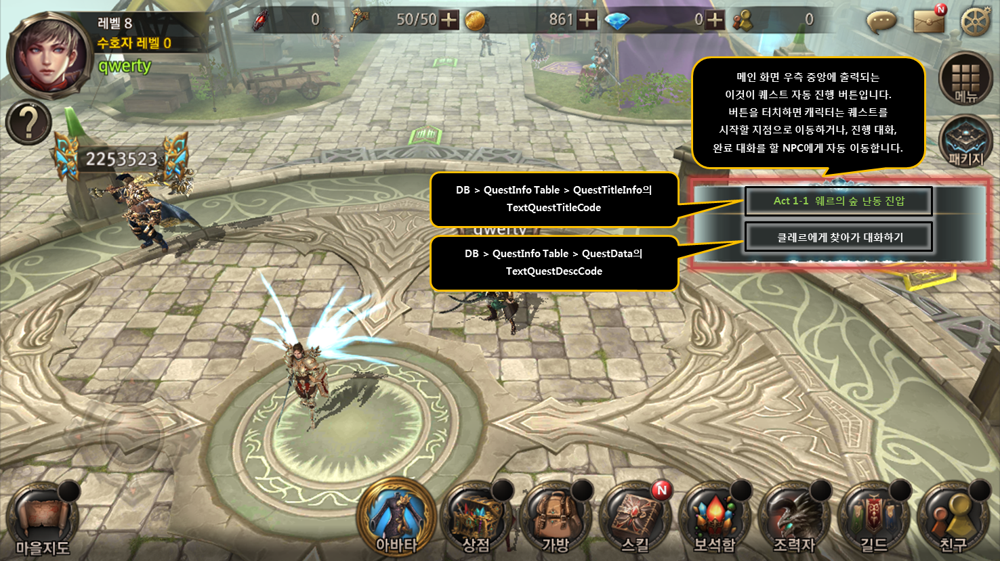 레벨 8
수호자 레벨 0
qwerty
0
50/50
861
0
0
N
?
2253523
메뉴
패키지
메인 화면 우측 중앙에 출력되는
이것이 퀘스트 자동 진행 버튼입니다.
버튼을 터치하면 캐릭터는 퀘스트를
시작할 지점으로 이동하거나, 진행 대화,
완료 대화를 할 NPC에게 자동 이동합니다.
DB > QuestInfo Table > QuestTitleInfo의
TextQuestTitleCode
Act 1-1 웨르의 숲 난동 진압
qwerty
DB > QuestInfo Table > QuestData의
TextQuestDescCode
클레르에게 찾아가 대화하기
N
마을지도
아바타
상점
가방
스킬
보석함
조력자
길드
친구